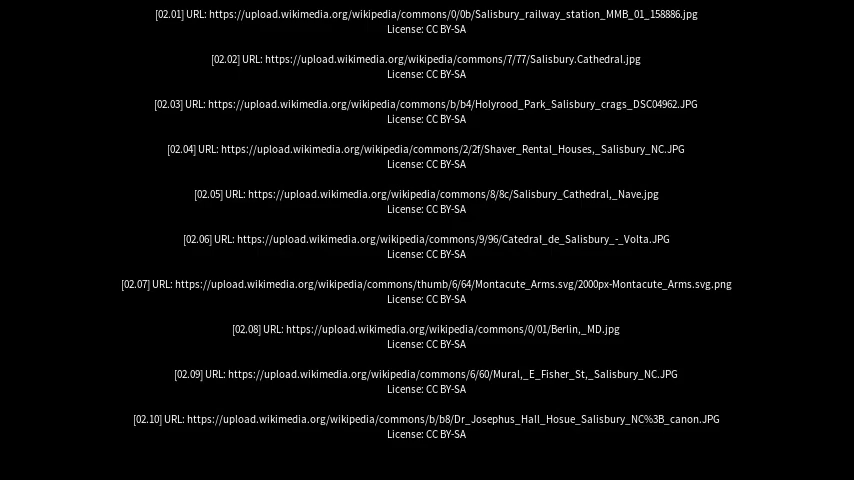 [02.01] URL: https://upload.wikimedia.org/wikipedia/commons/0/0b/Salisbury_railway_station_MMB_01_158886.jpg
License: CC BY-SA
[02.02] URL: https://upload.wikimedia.org/wikipedia/commons/7/77/Salisbury.Cathedral.jpg
License: CC BY-SA
[02.03] URL: https://upload.wikimedia.org/wikipedia/commons/b/b4/Holyrood_Park_Salisbury_crags_DSC04962.JPG
License: CC BY-SA
[02.04] URL: https://upload.wikimedia.org/wikipedia/commons/2/2f/Shaver_Rental_Houses,_Salisbury_NC.JPG
License: CC BY-SA
[02.05] URL: https://upload.wikimedia.org/wikipedia/commons/8/8c/Salisbury_Cathedral,_Nave.jpg
License: CC BY-SA
[02.06] URL: https://upload.wikimedia.org/wikipedia/commons/9/96/Catedral_de_Salisbury_-_Volta.JPG
License: CC BY-SA
[02.07] URL: https://upload.wikimedia.org/wikipedia/commons/thumb/6/64/Montacute_Arms.svg/2000px-Montacute_Arms.svg.png
License: CC BY-SA
[02.08] URL: https://upload.wikimedia.org/wikipedia/commons/0/01/Berlin,_MD.jpg
License: CC BY-SA
[02.09] URL: https://upload.wikimedia.org/wikipedia/commons/6/60/Mural,_E_Fisher_St,_Salisbury_NC.JPG
License: CC BY-SA
[02.10] URL: https://upload.wikimedia.org/wikipedia/commons/b/b8/Dr_Josephus_Hall_Hosue_Salisbury_NC%3B_canon.JPG
License: CC BY-SA